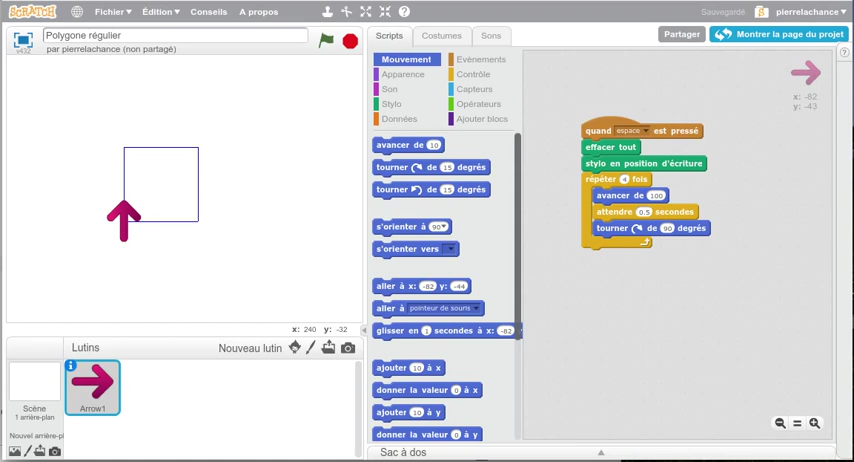 SCRATCH Fichier Édition Conseils A propos Sauvegardé pierrelachance
Polygone régulier
par pierrelachance (non partagé)
v432
Scripts Costumes Sons
Partager Montrer la page du projet
Mouvement Evénements
Apparence Contrôle
Son Capteurs
Stylo Opérateurs
Données Ajouter blocs
avancer de 10
tourner de 15 degrés
tourner de 15 degrés
s'orienter à 90
s'orienter vers
aller à x: -82 y: -44
aller à pointeur de souris
glisser en 1 secondes à x: -82
ajouter 10 à x
donner la valeur 0 à x
ajouter 10 à y
donner la valeur 0 à y
quand espace est pressé
effacer tout
stylo en position d'écriture
répéter 4 fois
avancer de 100
attendre 0.5 secondes
tourner de 90 degrés
x: -82
y: -43
x: 240 y: -32
Lutins Nouveau lutin
Scène
1 arrière-plan
Arrow1
Nouvel arrière-pl
Sac à dos